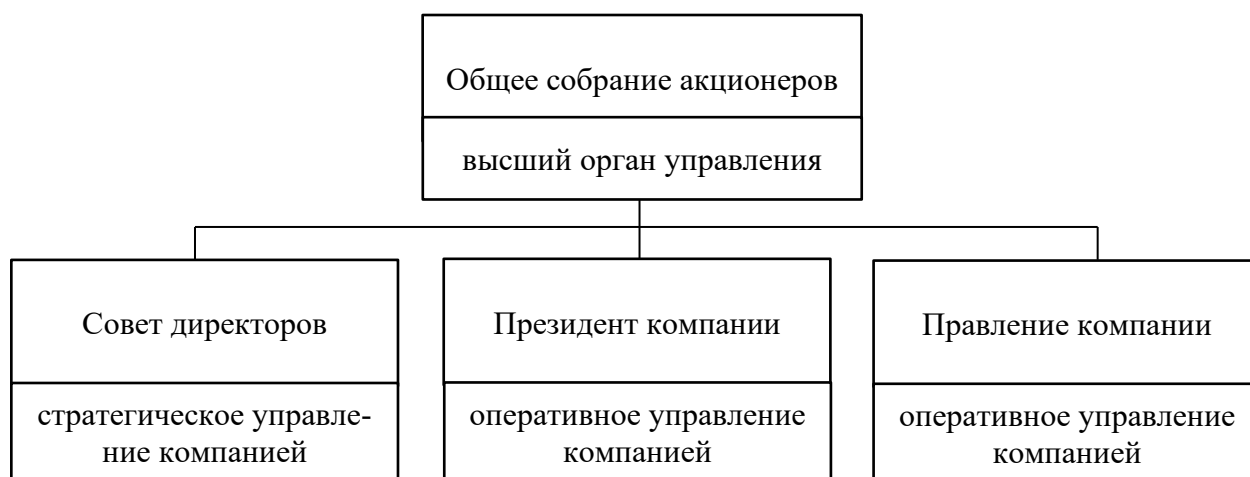 Общее собрание акционеров
высший орган управления
Совет директоров
стратегическое управле-
ние компанией
Президент компании
оперативное управление
компанией
Правление компании
оперативное управление
компанией